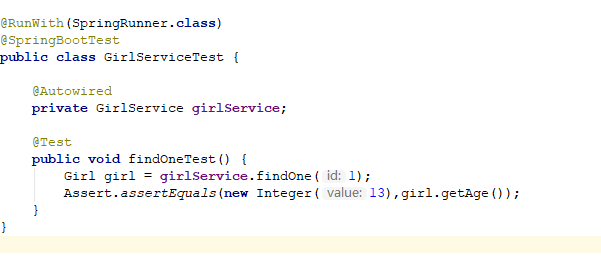 @RunWith(SpringRunner.class)
@SpringBootTest
public class GirlServiceTest {
@Autowired
private GirlService girlService;
@Test
public void findOneTest() {
Girl girl = girlService.findOne( id: 1);
Assert.assertEquals(new Integer( value: 13),girl.getAge());
}
}